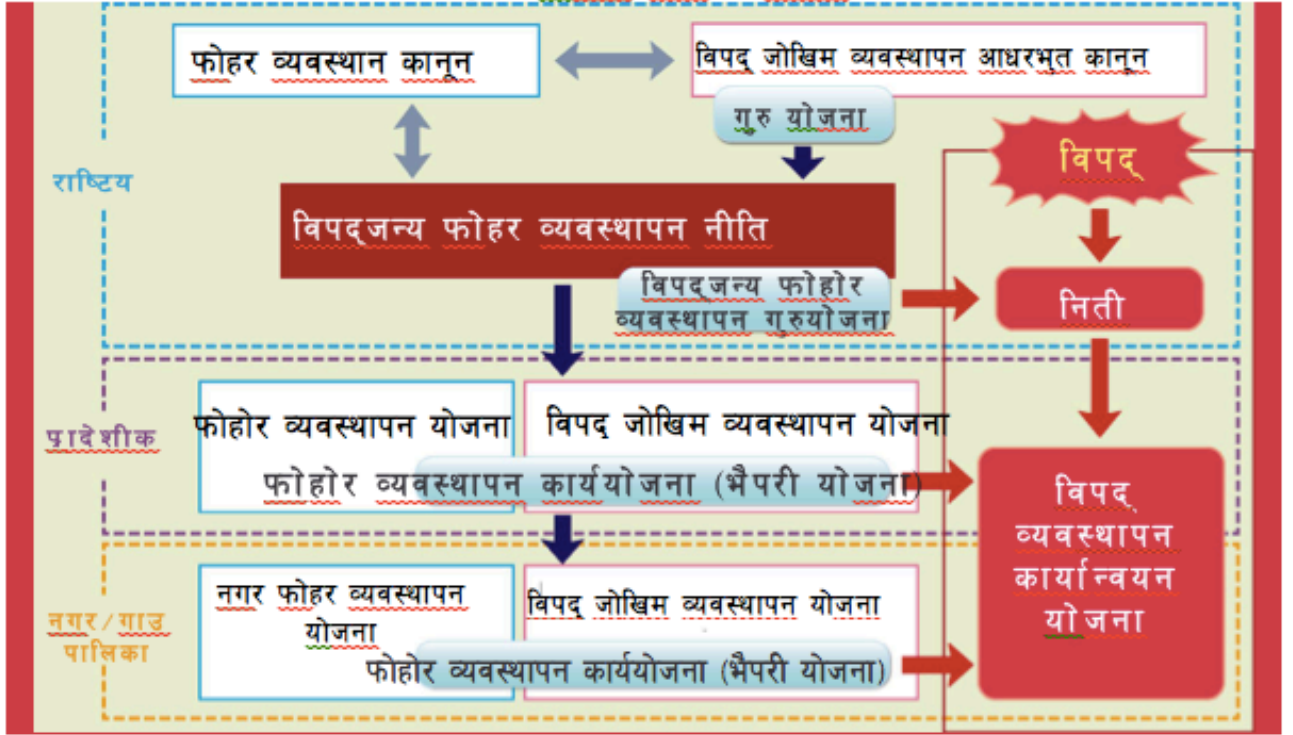 फोहर व्यवस्थान कानून
विपद् जोखिम व्यवस्थापन आधरभुत कानून
गुरु योजना
विपद्
राष्टिय
विपद्जन्य फोहर व्यवस्थापन नीति
विपद्जन्य फोहोर
व्यवस्थापन गुरुयोजना
निती
प्रादेशीक
फोहोर व्यवस्थापन योजना
विपद् जोखिम व्यवस्थापन योजना
फोहोर व्यवस्थापन कार्ययोजना (भैपरी योजना)
विपद्
व्यवस्थापन
कार्यान्वयन
योजना
नगर/गाउ
पालिका
नगर फोहर व्यवस्थापन
योजना
विपद् जोखिम व्यवस्थापन योजना
फोहोर व्यवस्थापन कार्ययोजना (भैपरी योजना)